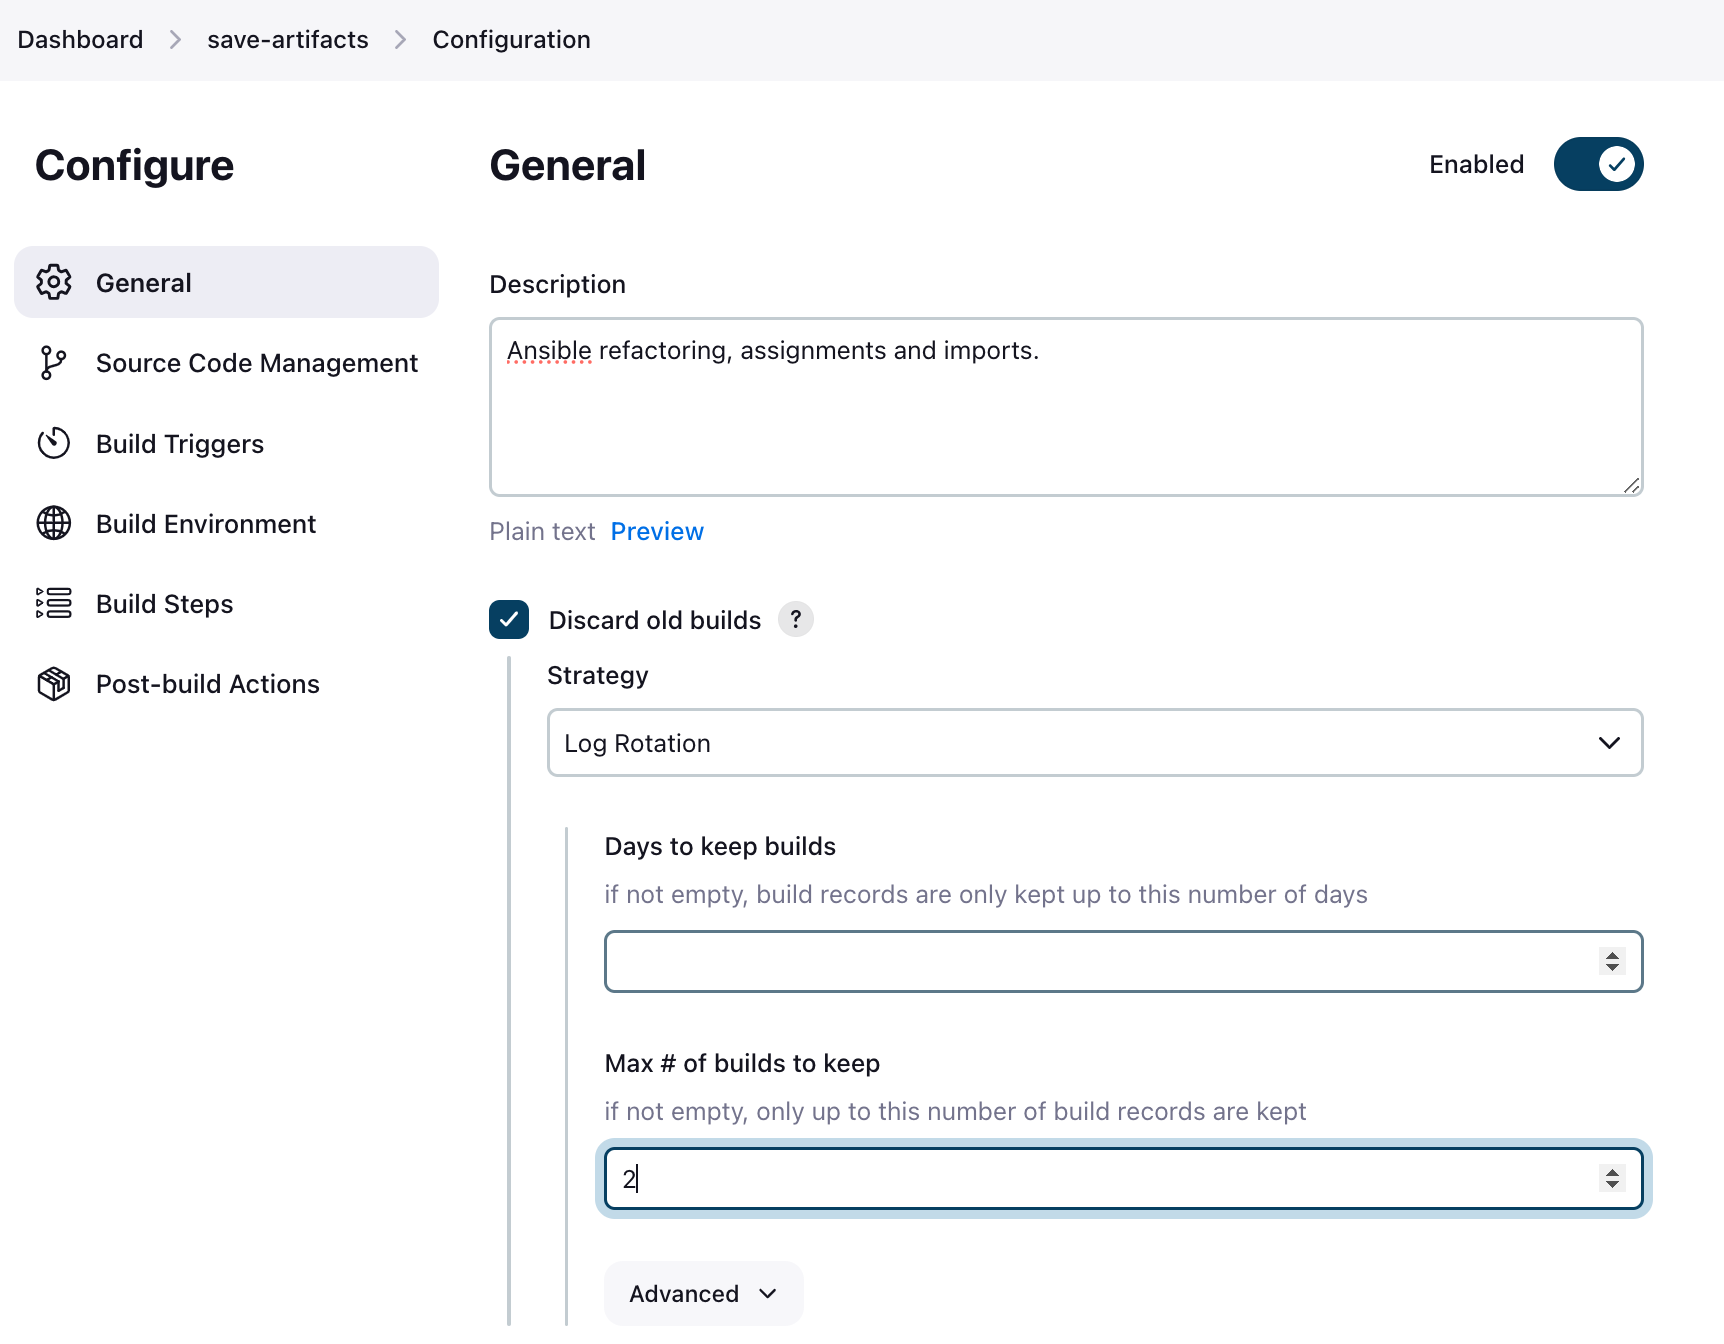 Dashboard > save-artifacts > Configuration
Configure
General
Source Code Management
Build Triggers
Build Environment
Build Steps
Post-build Actions
General
Enabled
Description
Ansible refactoring, assignments and imports.
Plain text Preview
Discard old builds ?
Strategy
Log Rotation
Days to keep builds
if not empty, build records are only kept up to this number of days
Max # of builds to keep
if not empty, only up to this number of build records are kept
2
Advanced